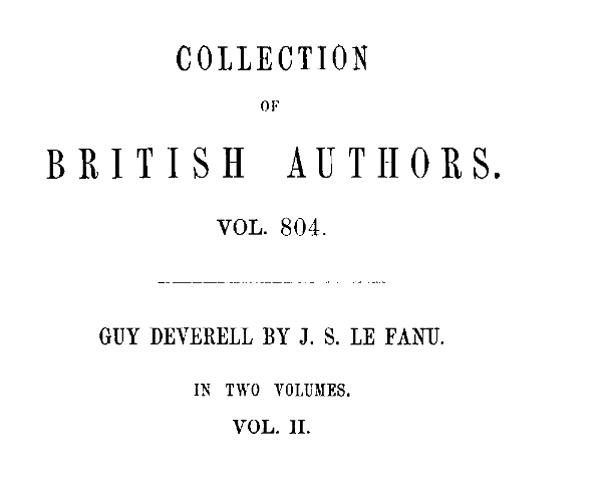 COLLECTION
OF
BRITISH AUTHORS.
VOL. 804.
GUY DEVERELL BY J. S. LE FANU.
IN TWO VOLUMES.
VOL. II.